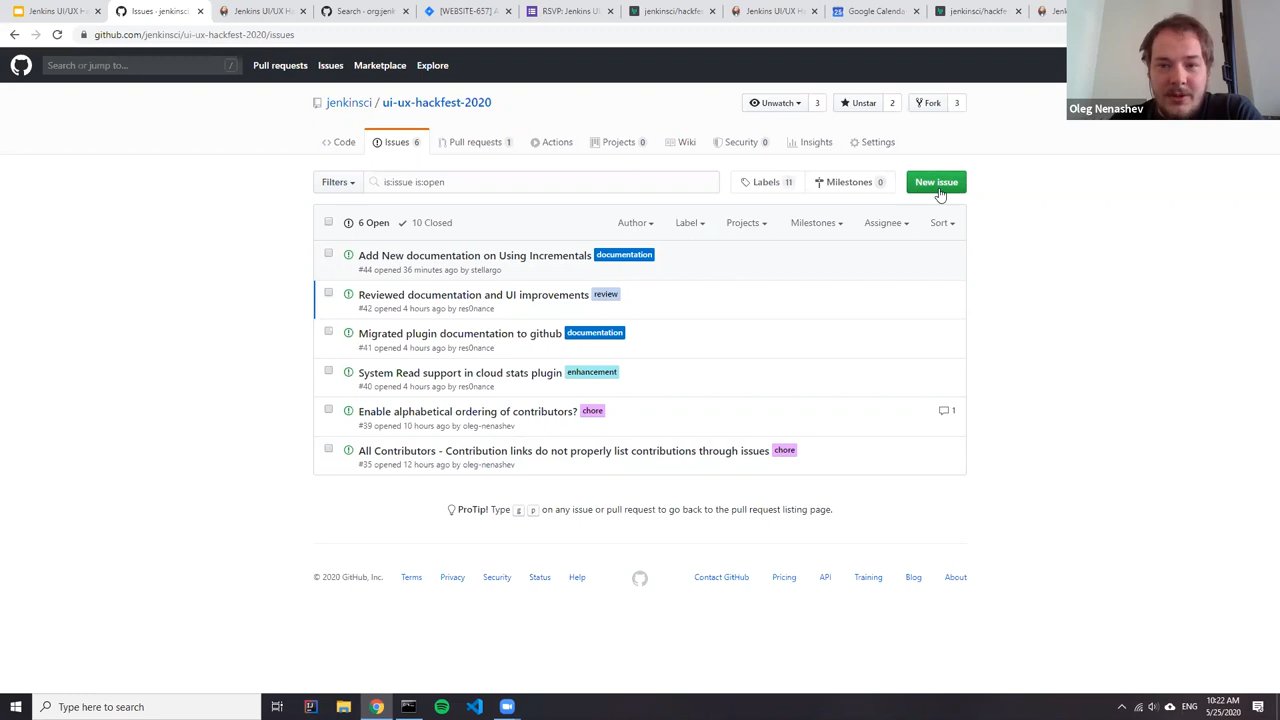 Jenkins UI/UX Ha
Issues · jenkinsci
Jenkins UI/UX Ha
Search - org.jenk
[WEBSITE-657] A
RSVP: Jenkins UI
jenkinsci/hackfes
Jenkins UI/UX Ha
Google Calenda
jenkinsci/hackfe
Jenkin
github.com/jenkinsci/ui-ux-hackfest-2020/issues
Search or jump to... /
Pull requests Issues Marketplace Explore
Oleg Nenashev
jenkinsci / ui-ux-hackfest-2020
Unwatch 3 Unstar 2 Fork 3
Code Issues 6 Pull requests 1 Actions Projects 0 Wiki Security 0 Insights Settings
Filters is:issue is:open Labels 11 Milestones 0 New issue
6 Open 10 Closed Author Label Projects Milestones Assignee Sort
Add New documentation on Using Incrementals documentation
#44 opened 36 minutes ago by stellargo
Reviewed documentation and UI improvements review
#42 opened 4 hours ago by res0nance
Migrated plugin documentation to github documentation
#41 opened 4 hours ago by res0nance
System Read support in cloud stats plugin enhancement
#40 opened 4 hours ago by res0nance
Enable alphabetical ordering of contributors? chore 1
#39 opened 10 hours ago by oleg-nenashev
All Contributors - Contribution links do not properly list contributions through issues chore
#35 opened 12 hours ago by oleg-nenashev
ProTip! Type g p on any issue or pull request to go back to the pull request listing page.
© 2020 GitHub, Inc. Terms Privacy Security Status Help Contact GitHub Pricing API Training Blog About
Type here to search
ENG
10:22 AM
5/25/2020